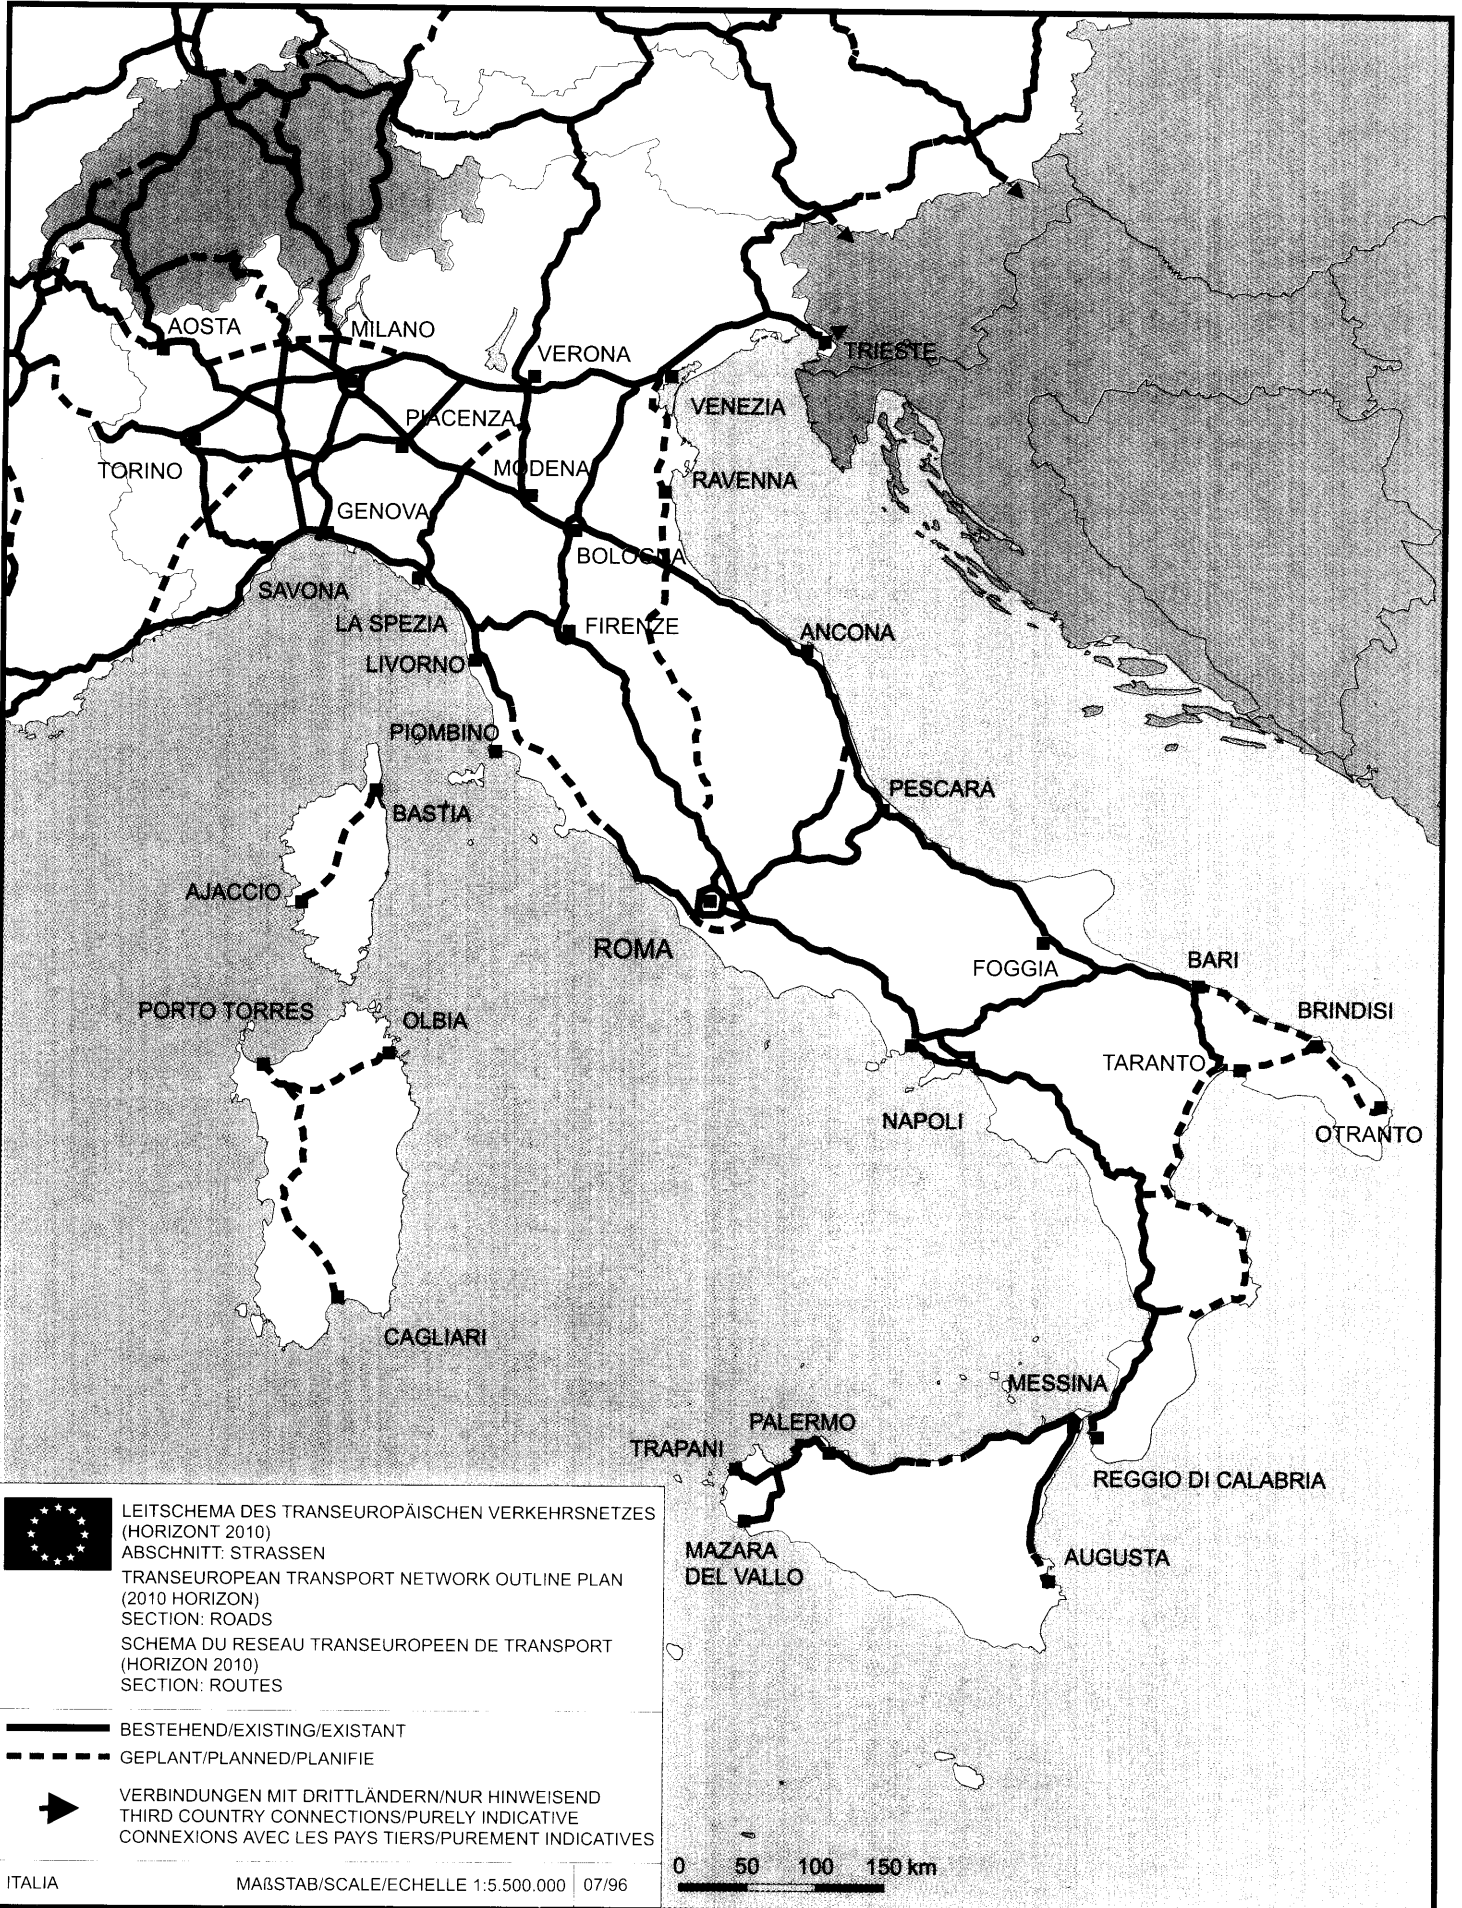 AOSTA
MILANO
VERONA
TRIESTE
PIACENZA
VENEZIA
TORINO
MODENA
RAVENNA
GENOVA
BOLOGNA
SAVONA
LA SPEZIA
FIRENZE
ANCONA
LIVORNO
PIOMBINO
PESCARA
BASTIA
AJACCIO
ROMA
FOGGIA
BARI
PORTO TORRES
OLBIA
BRINDISI
TARANTO
NAPOLI
OTRANTO
CAGLIARI
MESSINA
PALERMO
TRAPANI
REGGIO DI CALABRIA
MAZARA
DEL VALLO
AUGUSTA
LEITSCHEMA DES TRANSEUROPÄISCHEN VERKEHRSNETZES
(HORIZONT 2010)
ABSCHNITT: STRASSEN
TRANSEUROPEAN TRANSPORT NETWORK OUTLINE PLAN
(2010 HORIZON)
SECTION: ROADS
SCHEMA DU RESEAU TRANSEUROPEEN DE TRANSPORT
(HORIZON 2010)
SECTION: ROUTES
BESTEHEND/EXISTING/EXISTANT
GEPLANT/PLANNED/PLANIFIE
VERBINDUNGEN MIT DRITTLÄNDERN/NUR HINWEISEND
THIRD COUNTRY CONNECTIONS/PURELY INDICATIVE
CONNEXIONS AVEC LES PAYS TIERS/PUREMENT INDICATIVES
0 50 100 150 km
ITALIA MAßSTAB/SCALE/ECHELLE 1:5.500.000 07/96